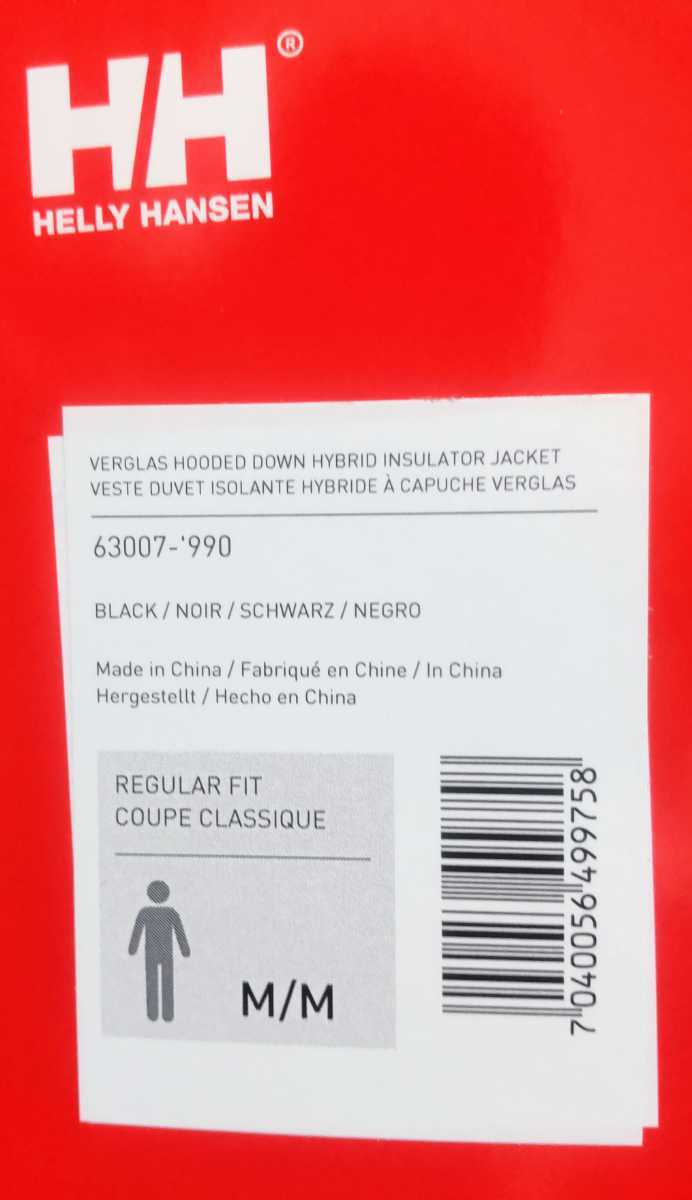 HH®
HELLY HANSEN
VERGLAS HOODED DOWN HYBRID INSULATOR JACKET
VESTE DUVET ISOLANTE HYBRIDE À CAPUCHE VERGLAS
63007-'990
BLACK / NOIR / SCHWARZ / NEGRO
Made in China / Fabriqué en Chine / In China
Hergestellt / Hecho en China
REGULAR FIT
COUPE CLASSIQUE
M/M
7040056499758